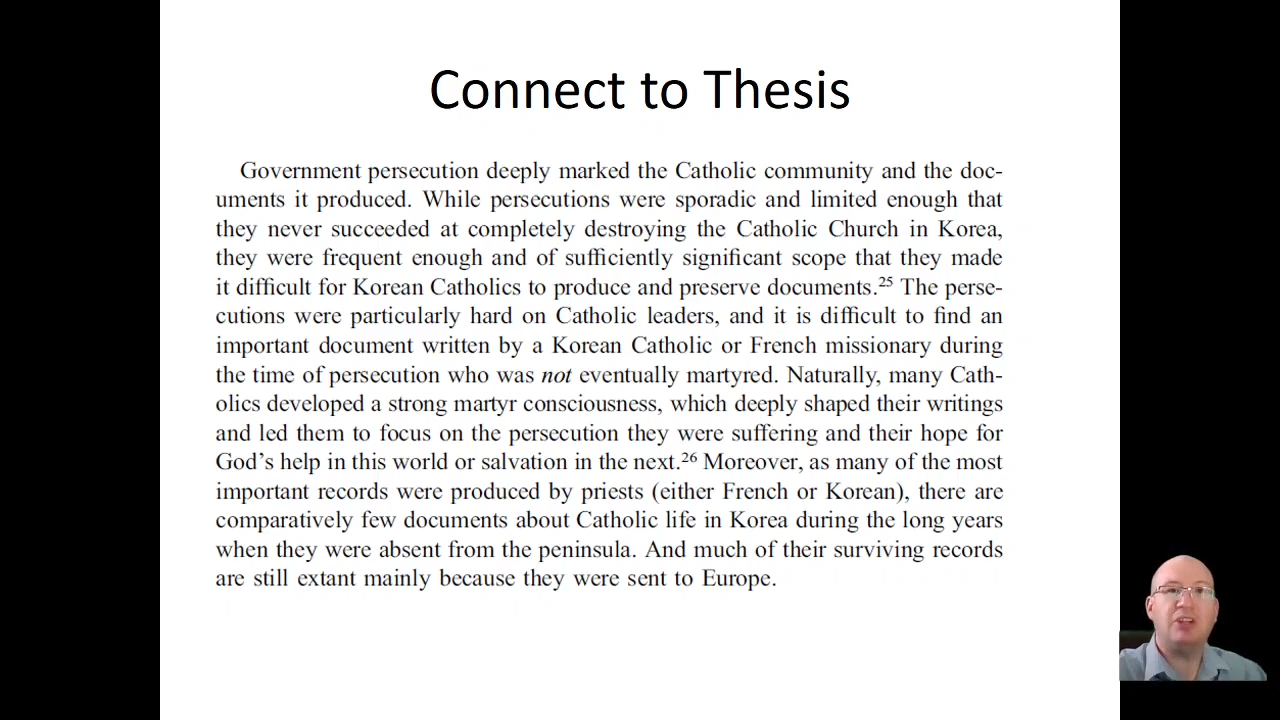 Connect to Thesis
Government persecution deeply marked the Catholic community and the doc-
uments it produced. While persecutions were sporadic and limited enough that
they never succeeded at completely destroying the Catholic Church in Korea,
they were frequent enough and of sufficiently significant scope that they made
it difficult for Korean Catholics to produce and preserve documents.²⁵ The perse-
cutions were particularly hard on Catholic leaders, and it is difficult to find an
important document written by a Korean Catholic or French missionary during
the time of persecution who was not eventually martyred. Naturally, many Cath-
olics developed a strong martyr consciousness, which deeply shaped their writings
and led them to focus on the persecution they were suffering and their hope for
God's help in this world or salvation in the next.²⁶ Moreover, as many of the most
important records were produced by priests (either French or Korean), there are
comparatively few documents about Catholic life in Korea during the long years
when they were absent from the peninsula. And much of their surviving records
are still extant mainly because they were sent to Europe.